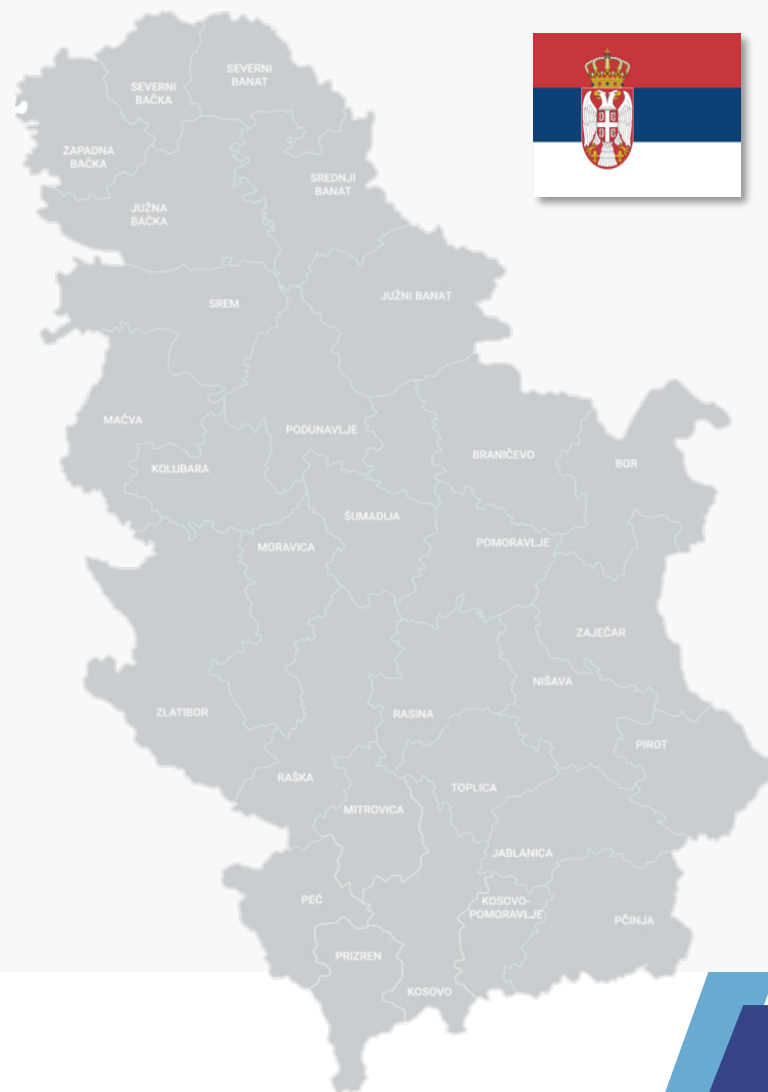 SEVERNI
BANAT
SEVERNI
BAČKA
ZAPADNA
BAČKA
SREDNJI
BANAT
JUŽNA
BAČKA
JUŽNI BANAT
SREM
MAČVA
PODUNAVLJE
BRANIČEVO
BOR
KOLUBARA
ŠUMADIJA
MORAVICA
POMORAVLJE
ZAJEČAR
NIŠAVA
ZLATIBOR
RASINA
PIROT
RAŠKA
TOPLICA
MITROVICA
JABLANICA
PEĆ
KOSOVO-
POMORAVLJE
PČINJA
PRIZREN
KOSOVO